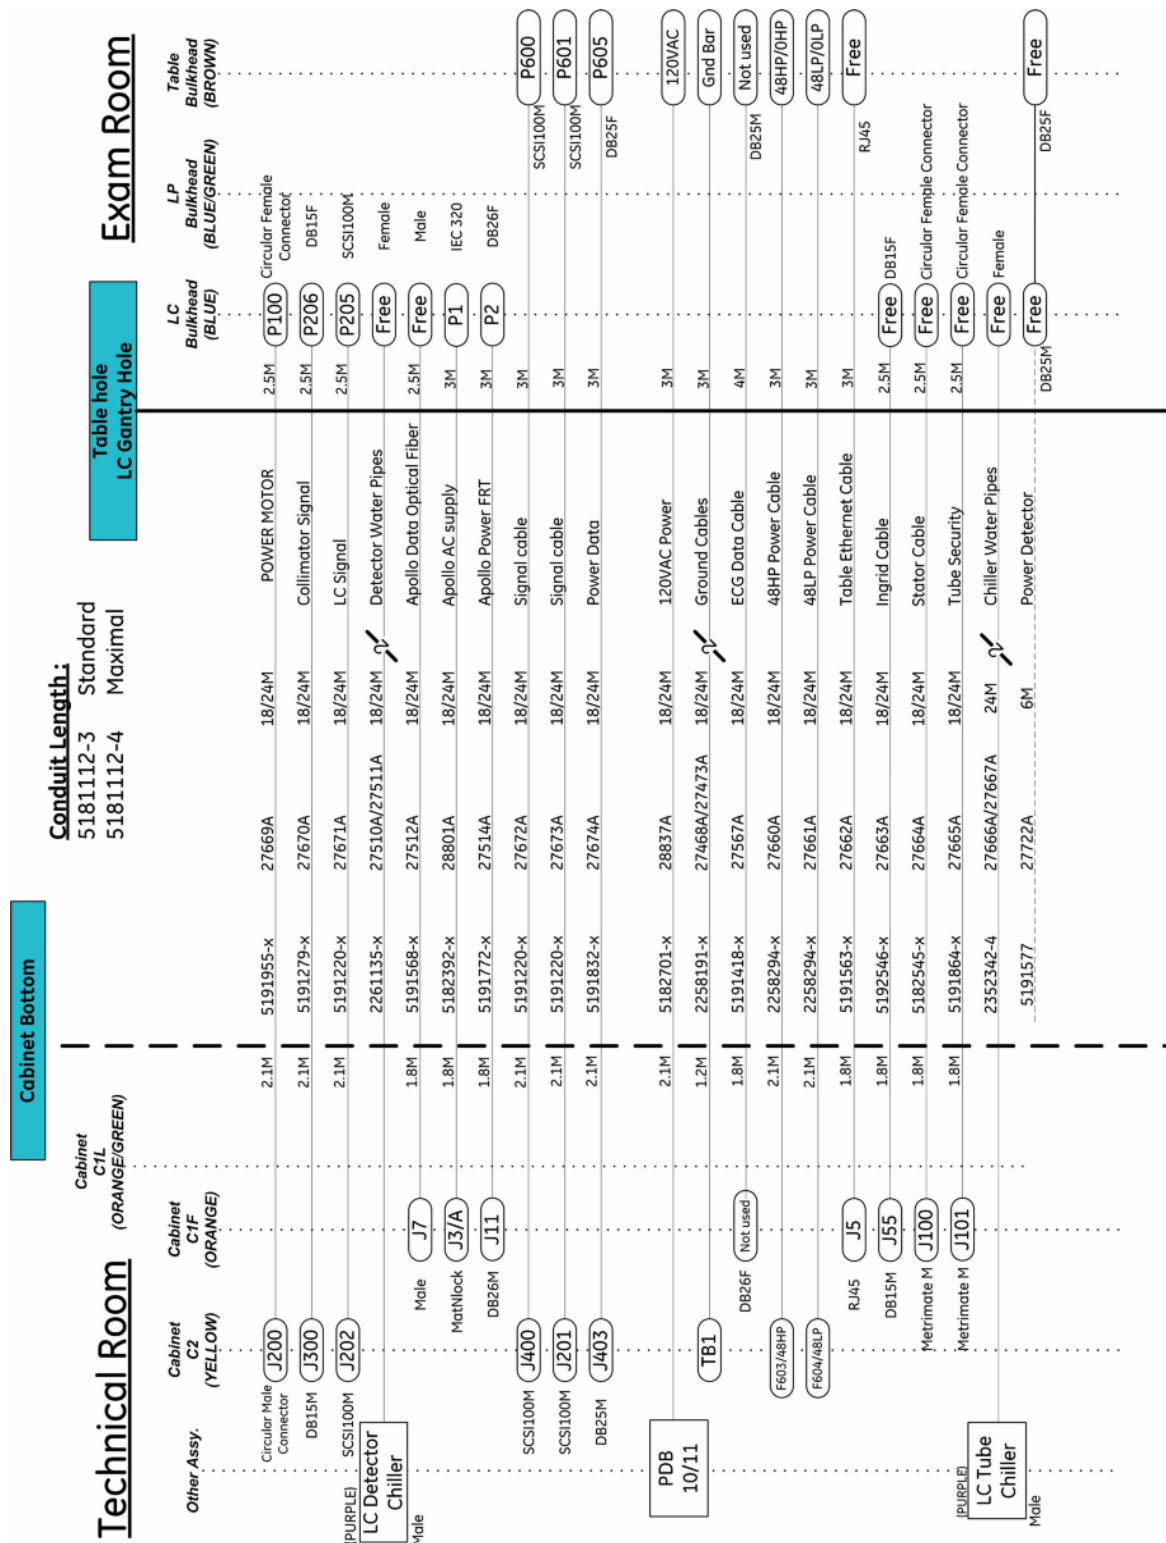 Cabinet Bottom
Conduit Length :
5181112-3 Standard
5181112-4 Maximal
Table hole
LC Gantry Hole
Technical Room
Exam Room
Other Assy.
Cabinet
C2
(YELLOW)
Cabinet
C1F
(ORANGE)
Cabinet
C1L
(ORANGE/GREEN)
LC
Bulkhead
(BLUE)
LP
Bulkhead
(BLUE/GREEN)
Table
Bulkhead
(BROWN)
Circular Male
Connector
J200 2.1M 5191955-x 27669A 18/24M POWER MOTOR 2.5M P100 Circular Female
Connector
DB15M J300 2.1M 5191279-x 27670A 18/24M Collimator Signal 2.5M P206 DB15F
SCSI100M J202 2.1M 5191220-x 27671A 18/24M LC Signal 2.5M P205 SCSI100M
(PURPLE)
LC Detector
Chiller
Male
2261135-x 27510A/27511A 18/24M 2 Detector Water Pipes Free Female
Male J7 1.8M 5191568-x 27512A 18/24M Apollo Data Optical Fiber 2.5M Free Male
MatNlock J3/A 1.8M 5182392-x 28801A 18/24M Apollo AC supply 3M P1 IEC 320
DB26M J11 1.8M 5191772-x 27514A 18/24M Apollo Power FRT 3M P2 DB26F
SCSI100M J400 2.1M 5191220-x 27672A 18/24M Signal cable 3M SCSI100M P600
SCSI100M J201 2.1M 5191220-x 27673A 18/24M Signal cable 3M SCSI100M P601
DB25M J403 2.1M 5191832-x 27674A 18/24M Power Data 3M DB25F P605
PDB
10/11
2.1M 5182701-x 28837A 18/24M 120VAC Power 3M 120VAC
TB1 1.2M 2258191-x 27468A/27473A 18/24M 2 Ground Cables 3M Gnd Bar
DB26F Not used 1.8M 5191418-x 27567A 18/24M ECG Data Cable 4M DB25M Not used
F603/48HP 2.1M 2258294-x 27660A 18/24M 48HP Power Cable 3M 48HP/0HP
F604/48LP 2.1M 2258294-x 27661A 18/24M 48LP Power Cable 3M 48LP/0LP
RJ45 J5 1.8M 5191563-x 27662A 18/24M Table Ethernet Cable 3M RJ45 Free
DB15M J55 1.8M 5192546-x 27663A 18/24M Ingrid Cable 2.5M Free DB15F
Metrimate M J100 1.8M 5182545-x 27664A 18/24M Stator Cable 2.5M Free Circular Female Connector
Metrimate M J101 1.8M 5191864-x 27665A 18/24M Tube Security 2.5M Free Circular Female Connector
(PURPLE)
LC Tube
Chiller
Male
2352342-4 27666A/27667A 24M 2 Chiller Water Pipes Free Female
5191577 27722A 6M Power Detector DB25M Free DB25F Free